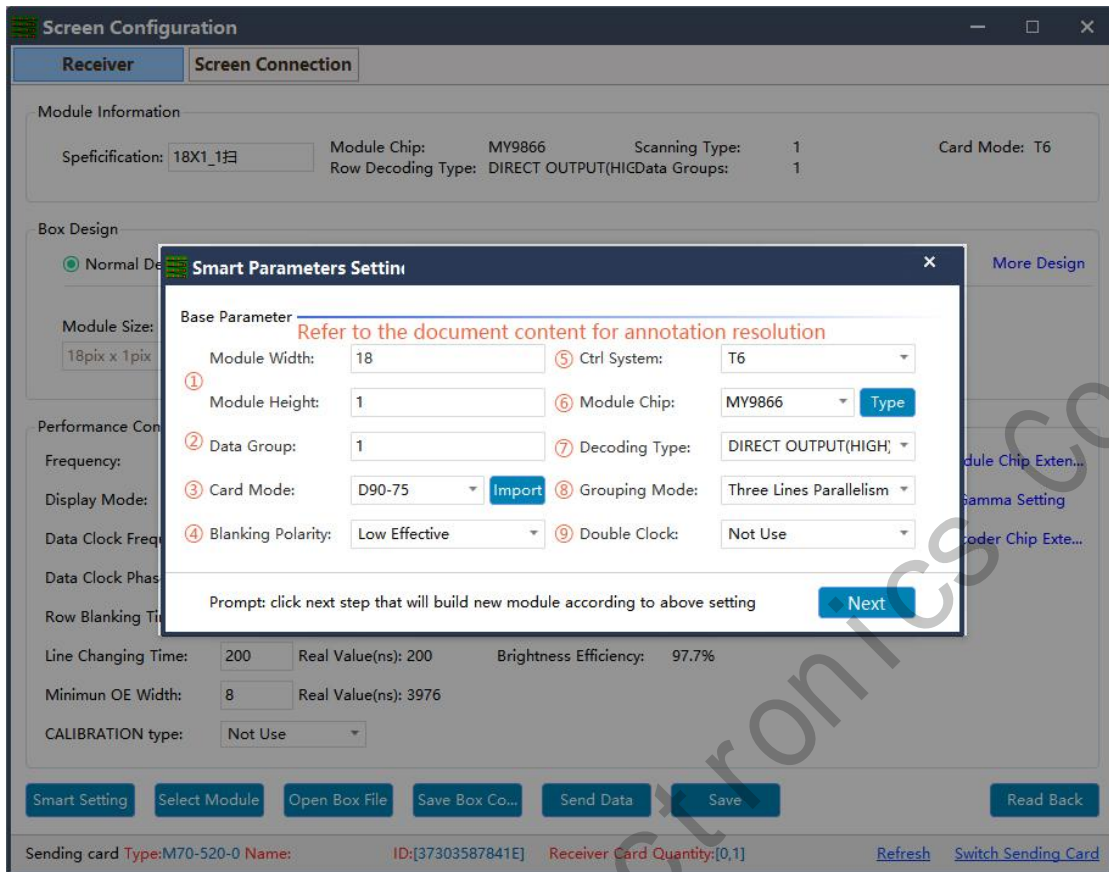 Screen Configuration
Receiver Screen Connection
Module Information
Speficification: 18X1_1扫 Module Chip: MY9866 Scanning Type: 1 Card Mode: T6
Row Decoding Type: DIRECT OUTPUT(HIGData Groups: 1
Box Design
Normal De More Design
Smart Parameters Settin
Module Size:
18pix x 1pix
Base Parameter
Refer to the document content for annotation resolution
① Module Width: 18 ⑤ Ctrl System: T6
Module Height: 1 ⑥ Module Chip: MY9866 Type
② Data Group: 1 ⑦ Decoding Type: DIRECT OUTPUT(HIGH)
③ Card Mode: D90-75 Import ⑧ Grouping Mode: Three Lines Parallelism
④ Blanking Polarity: Low Effective ⑨ Double Clock: Not Use
Prompt: click next step that will build new module according to above setting Next
Performance Con
Frequency: dule Chip Exten...
Display Mode: Gamma Setting
Data Clock Frequ coder Chip Exte...
Data Clock Phas
Row Blanking Ti
Line Changing Time: 200 Real Value(ns): 200 Brightness Efficiency: 97.7%
Minimun OE Width: 8 Real Value(ns): 3976
CALIBRATION type: Not Use
Smart Setting Select Module Open Box File Save Box Co... Send Data Save Read Back
Sending card Type:M70-520-0 Name: ID:[37303587841E] Receiver Card Quantity:[0,1] Refresh Switch Sending Card
ctronics Co